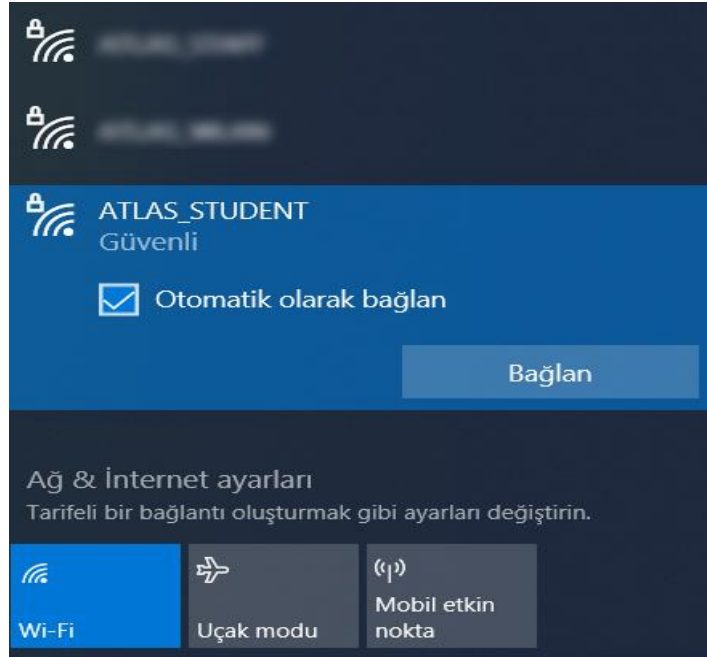 ATLAS_STUDENT
Güvenli
Otomatik olarak bağlan
Bağlan
Ağ & İnternet ayarları
Tarifeli bir bağlantı oluşturmak gibi ayarları değiştirin.
Wi-Fi
Uçak modu
Mobil etkin
nokta